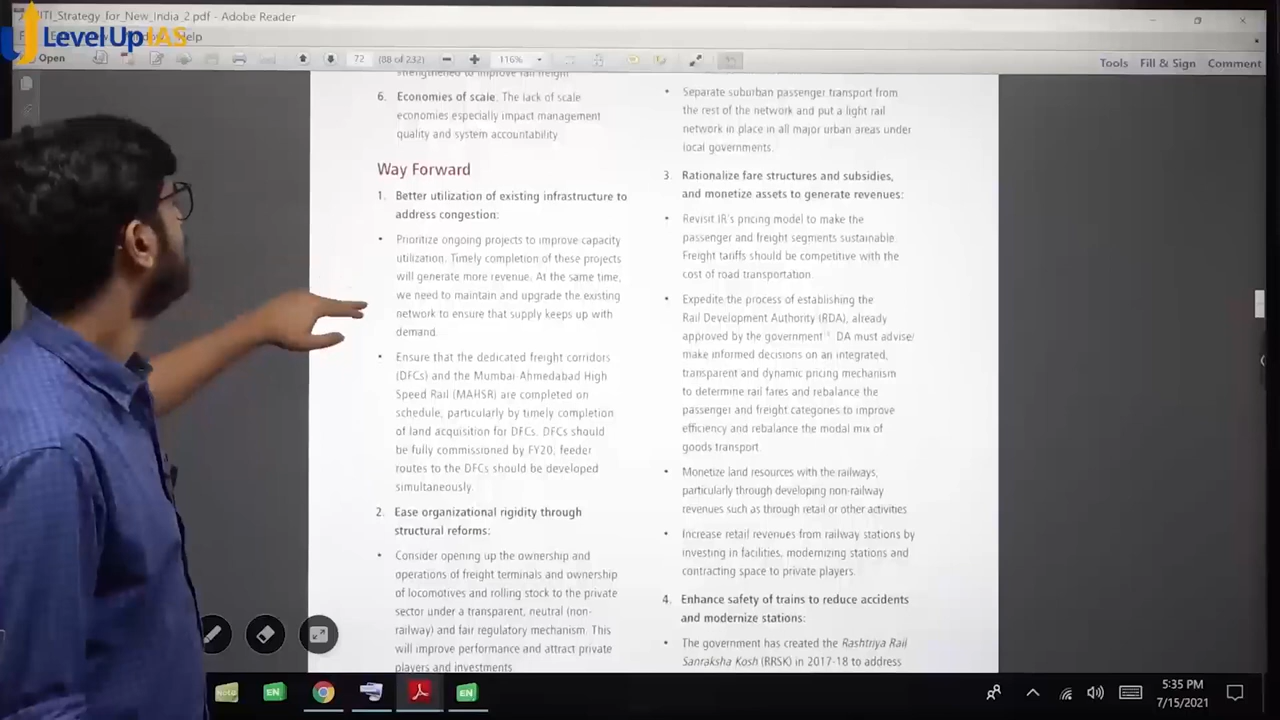 NITI_Strategy_for_New_India_2.pdf - Adobe Reader
LevelUp IAS
Help
Open
72
(88 of 232)
116%
Tools
Fill & Sign
Comment
strengthened to improve rail freight
6. Economies of scale. The lack of scale
economies especially impact management
quality and system accountability
Way Forward
1. Better utilization of existing infrastructure to
address congestion:
• Prioritize ongoing projects to improve capacity
utilization. Timely completion of these projects
will generate more revenue. At the same time,
we need to maintain and upgrade the existing
network to ensure that supply keeps up with
demand.
• Ensure that the dedicated freight corridors
(DFCs) and the Mumbai-Ahmedabad High
Speed Rail (MAHSR) are completed on
schedule, particularly by timely completion
of land acquisition for DFCs. DFCs should
be fully commissioned by FY20, feeder
routes to the DFCs should be developed
simultaneously.
2. Ease organizational rigidity through
structural reforms:
• Consider opening up the ownership and
operations of freight terminals and ownership
of locomotives and rolling stock to the private
sector under a transparent, neutral (non-
railway) and fair regulatory mechanism. This
will improve performance and attract private
players and investments
• Separate suburban passenger transport from
the rest of the network and put a light rail
network in place in all major urban areas under
local governments.
3. Rationalize fare structures and subsidies,
and monetize assets to generate revenues:
• Revisit IR's pricing model to make the
passenger and freight segments sustainable
Freight tariffs should be competitive with the
cost of road transportation.
• Expedite the process of establishing the
Rail Development Authority (RDA), already
approved by the government DA must advise/
make informed decisions on an integrated,
transparent and dynamic pricing mechanism
to determine rail fares and rebalance the
passenger and freight categories to improve
efficiency and rebalance the modal mix of
goods transport.
• Monetize land resources with the railways,
particularly through developing non-railway
revenues such as through retail or other activities
• Increase retail revenues from railway stations by
investing in facilities, modernizing stations and
contracting space to private players.
4. Enhance safety of trains to reduce accidents
and modernize stations:
• The government has created the Rashtriya Rail
Sanraksha Kosh (RRSK) in 2017-18 to address
EN
EN
5:35 PM
7/15/2021